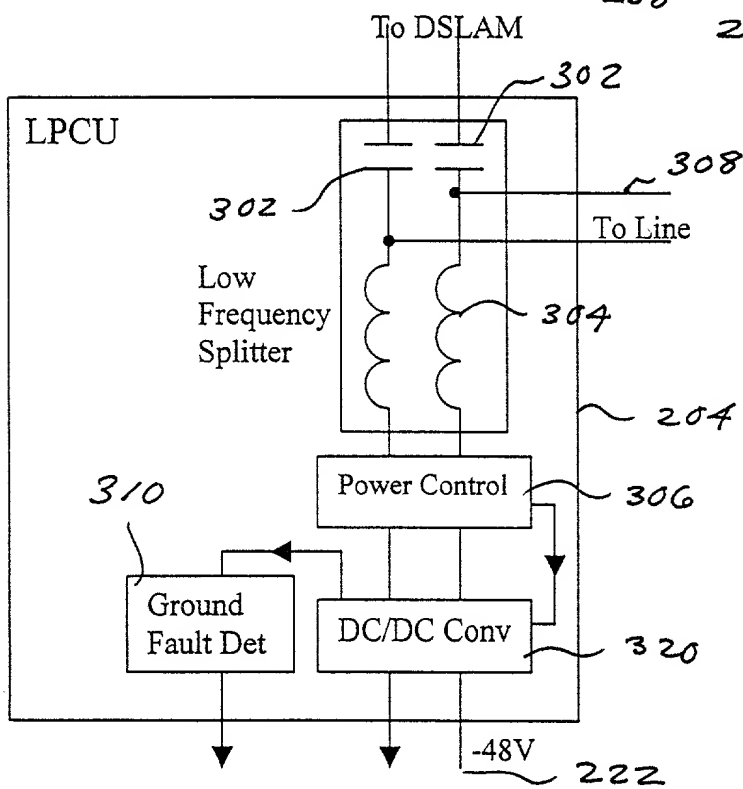 To DSLAM
2
302
LPCU
308
302
To Line
Low
Frequency
Splitter
304
204
Power Control
306
310
Ground
Fault Det
DC/DC Conv
320
-48V
222